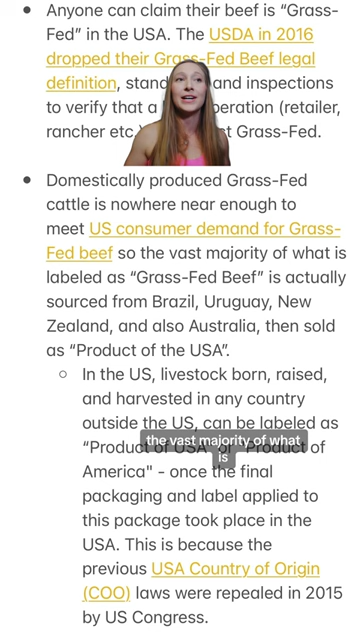 Anyone can claim their beef is “Grass-
Fed” in the USA. The USDA in 2016
dropped their Grass-Fed Beef legal
definition, stand and inspections
to verify that a eration (retailer,
rancher etc t Grass-Fed.
Domestically produced Grass-Fed
cattle is nowhere near enough to
meet US consumer demand for Grass-
Fed beef so the vast majority of what is
labeled as “Grass-Fed Beef” is actually
sourced from Brazil, Uruguay, New
Zealand, and also Australia, then sold
as “Product of the USA”.
In the US, livestock born, raised,
and harvested in any country
outside the US, can be labeled as
the vast majority of what
is
“Product of USA" or "Product of
America" - once the final
packaging and label applied to
this package took place in the
USA. This is because the
previous USA Country of Origin
(COO) laws were repealed in 2015
by US Congress.